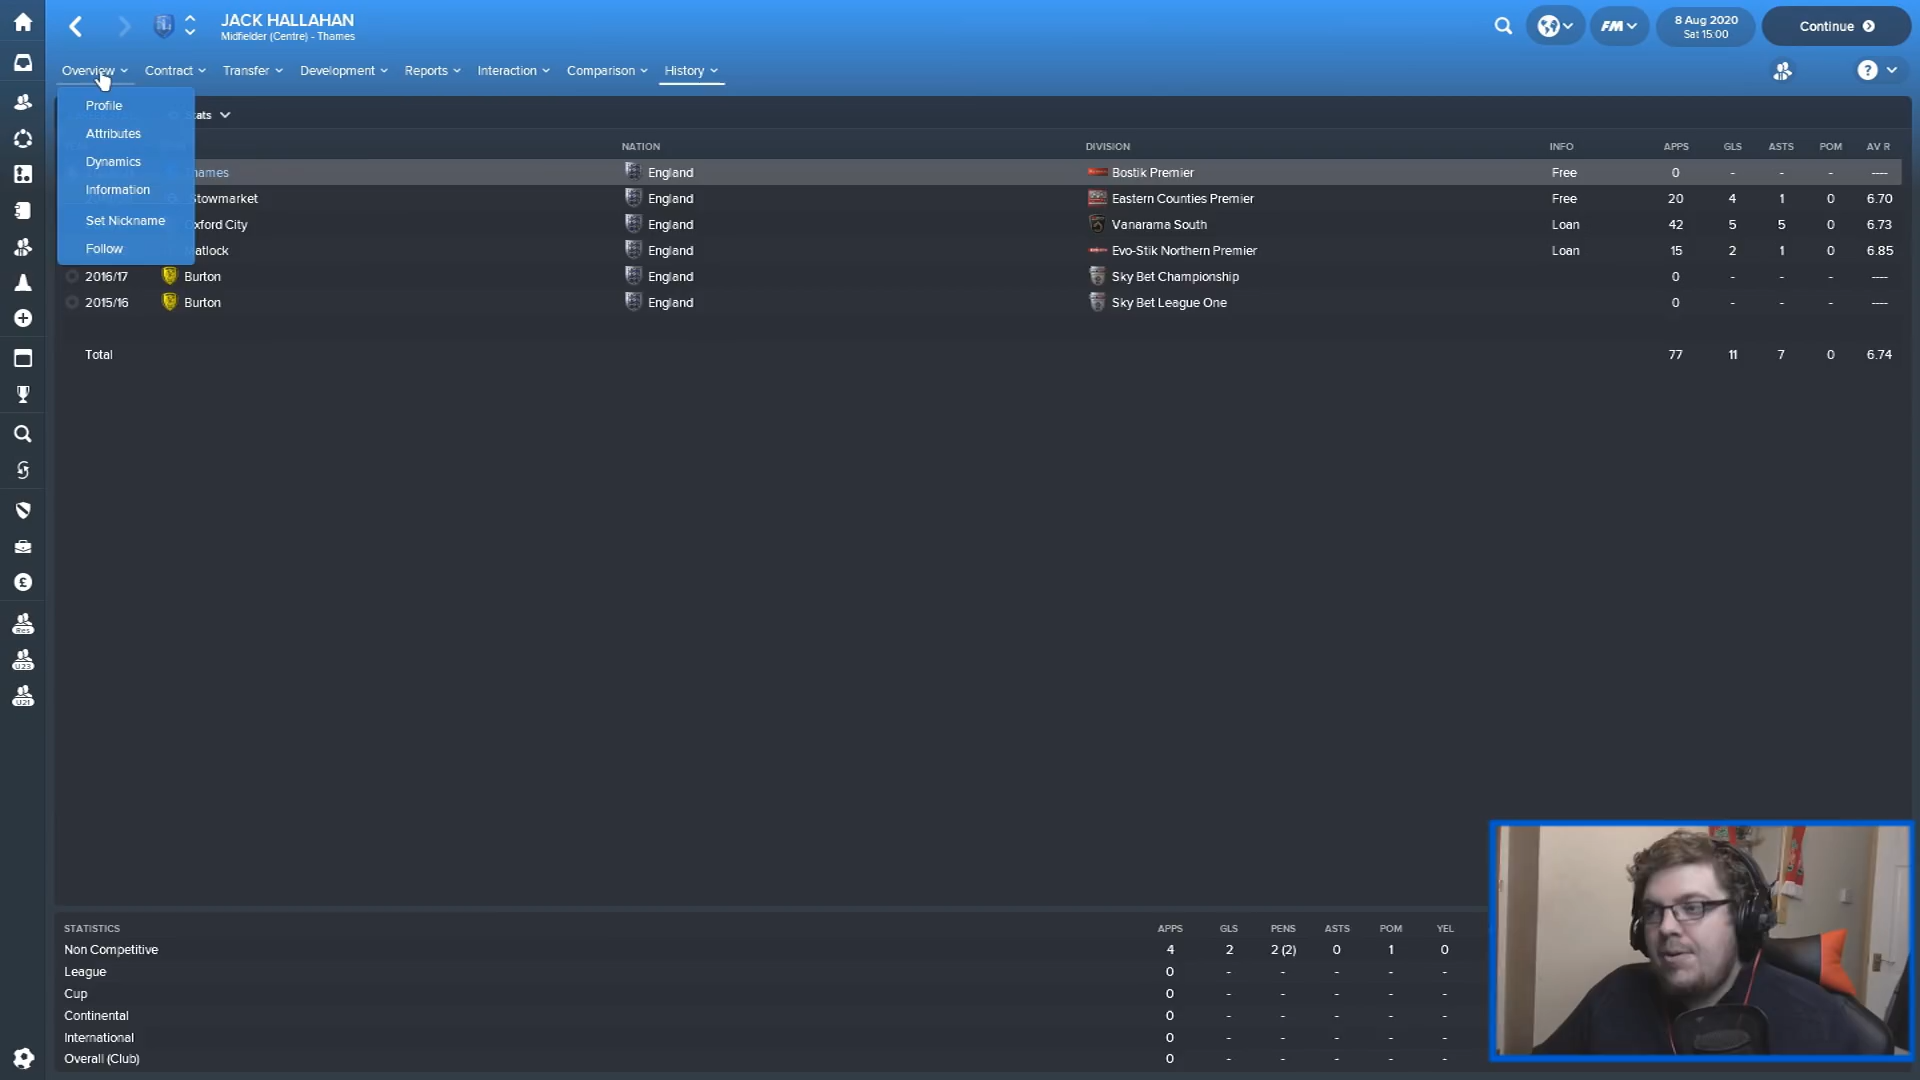 JACK HALLAHAN
Midfielder (Centre) - Thames
FM
8 Aug 2020
Sat 15:00
Continue
Overview
Contract
Transfer
Development
Reports
Interaction
Comparison
History
?
Profile
Attributes
Dynamics
Information
Set Nickname
Follow
NATION DIVISION INFO APPS GLS ASTS POM AV R
England Bostik Premier Free 0 - - - ----
Stowmarket England Eastern Counties Premier Free 20 4 1 0 6.70
England Vanarama South Loan 42 5 5 0 6.73
England Evo-Stik Northern Premier Loan 15 2 1 0 6.85
2016/17 Burton England Sky Bet Championship 0 - - - ----
2015/16 Burton England Sky Bet League One 0 - - - ----
Total 77 11 7 0 6.74
STATISTICS APPS GLS PENS ASTS POM YEL
Non Competitive 4 2 2 (2) 0 1 0
League 0 - - - - -
Cup 0 - - - - -
Continental 0 - - - - -
International 0 - - - - -
Overall (Club) 0 - - - - -
Res
U23
U21